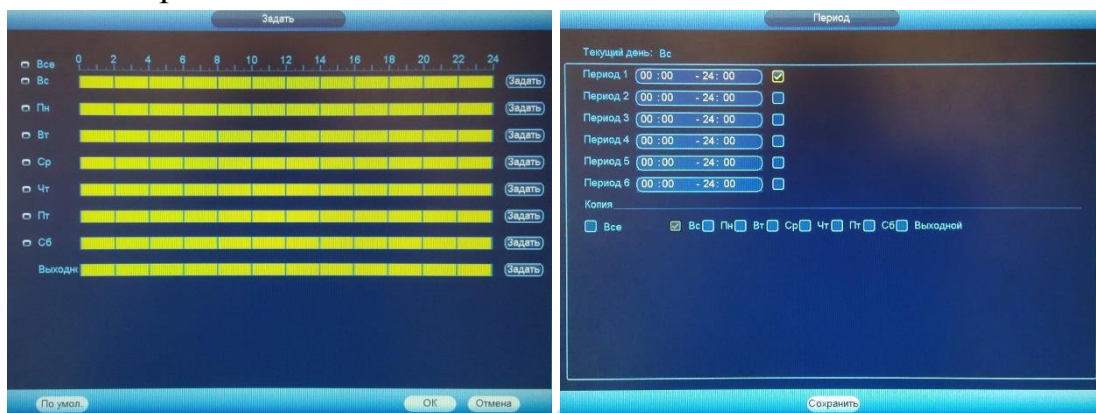 Задать
Все 0 2 4 6 8 10 12 14 16 18 20 22 24
Вс Задать
Пн Задать
Вт Задать
Ср Задать
Чт Задать
Пт Задать
Сб Задать
Выходн Задать
По умол. OK Отмена
Период
Текущий день: Вс
Период 1 00 :00 - 24: 00
Период 2 00 :00 - 24: 00
Период 3 00 :00 - 24: 00
Период 4 00 :00 - 24: 00
Период 5 00 :00 - 24: 00
Период 6 00 :00 - 24: 00
Копия
Все Вс Пн Вт Ср Чт Пт Сб Выходной
Сохранить